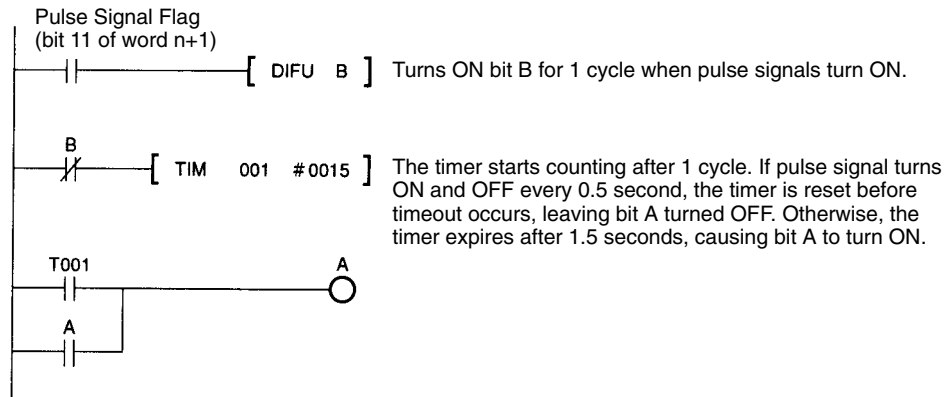 Pulse Signal Flag
(bit 11 of word n+1)
[ DIFU B ] Turns ON bit B for 1 cycle when pulse signals turn ON.
B
[ TIM 001 #0015 ] The timer starts counting after 1 cycle. If pulse signal turns
ON and OFF every 0.5 second, the timer is reset before
timeout occurs, leaving bit A turned OFF. Otherwise, the
timer expires after 1.5 seconds, causing bit A to turn ON.
T001 A
A